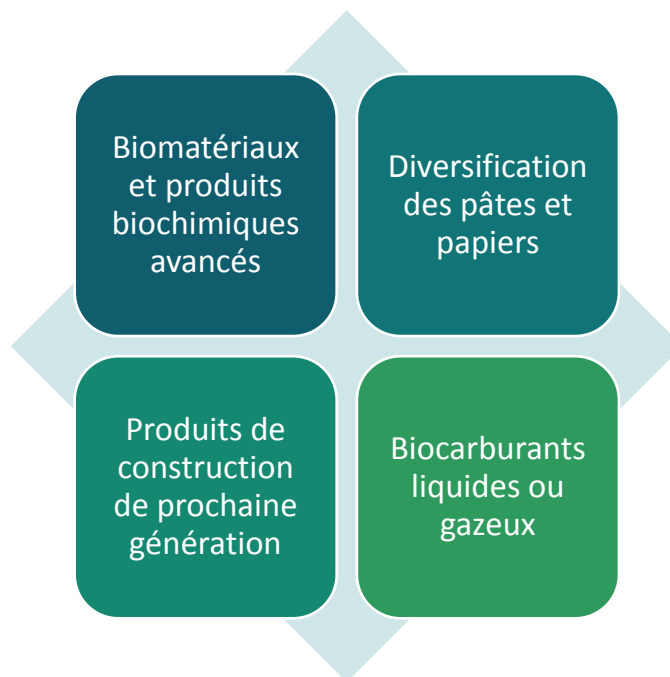 Biomatériaux
et produits
biochimiques
avancés
Diversification
des pâtes et
papiers
Produits de
construction
de prochaine
génération
Biocarburants
liquides ou
gazeux